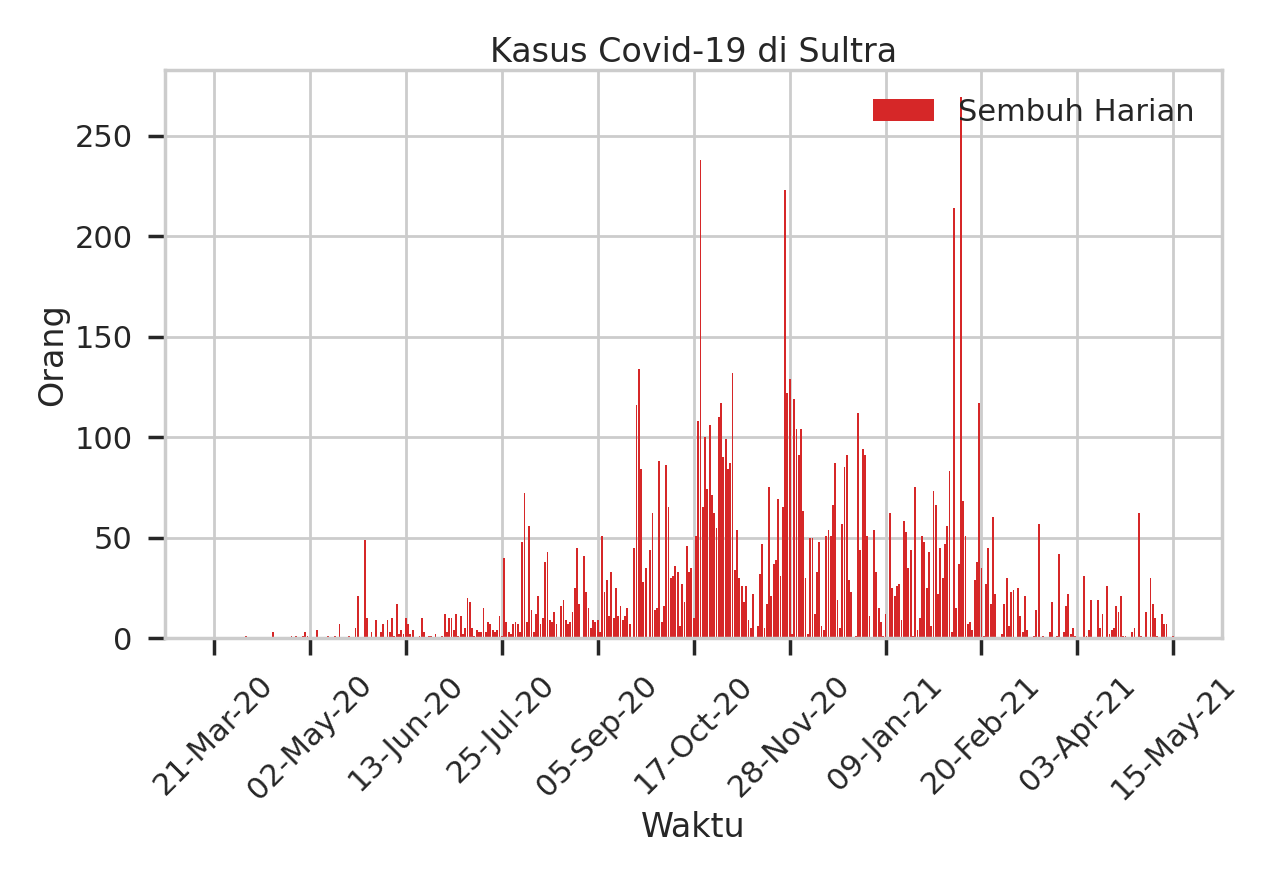 Kasus Covid-19 di Sultra
Sembuh Harian
Orang
250
200
150
100
50
0
21-Mar-20
02-May-20
13-Jun-20
25-Jul-20
05-Sep-20
17-Oct-20
28-Nov-20
09-Jan-21
20-Feb-21
03-Apr-21
15-May-21
Waktu